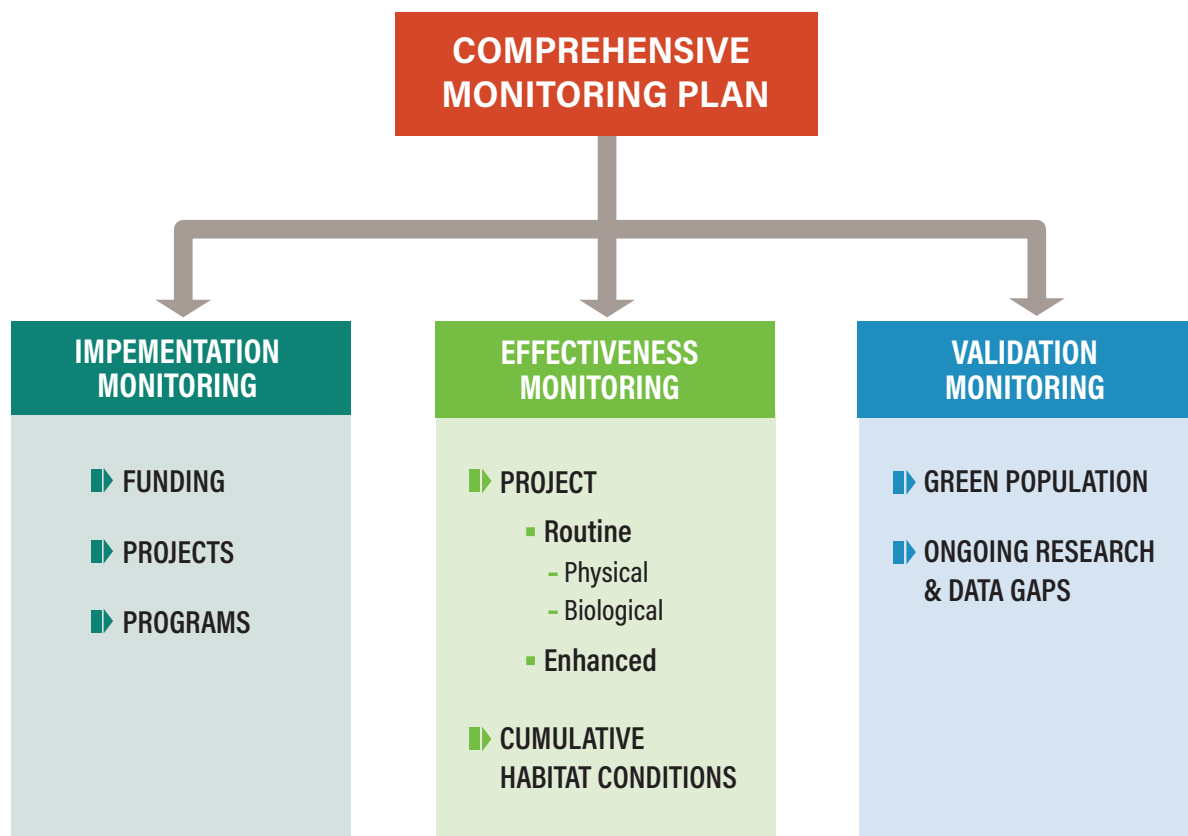 COMPREHENSIVE
MONITORING PLAN
IMPEMENTATION
MONITORING
FUNDING
PROJECTS
PROGRAMS
EFFECTIVENESS
MONITORING
PROJECT
Routine
– Physical
– Biological
Enhanced
CUMULATIVE
HABITAT CONDITIONS
VALIDATION
MONITORING
GREEN POPULATION
ONGOING RESEARCH
& DATA GAPS